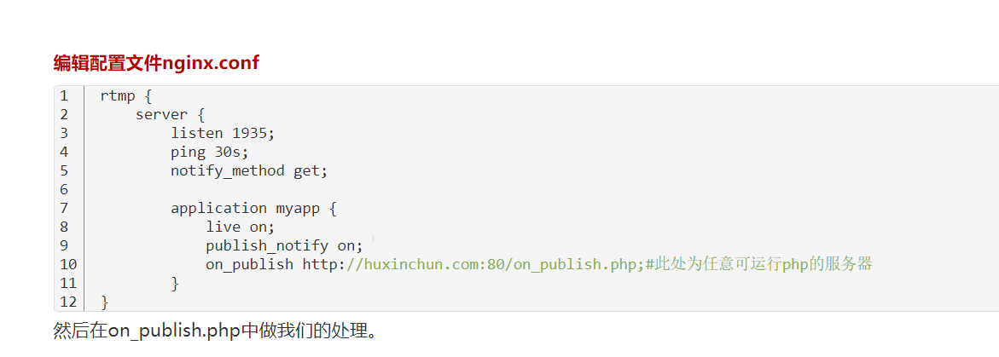 编辑配置文件nginx.conf
1 rtmp {
2     server {
3         listen 1935;
4         ping 30s;
5         notify_method get;
6
7         application myapp {
8             live on;
9             publish_notify on;
10             on_publish http://huxinchun.com:80/on_publish.php;#此处为任意可运行php的服务器
11         }
12 }
然后在on_publish.php中做我们的处理。